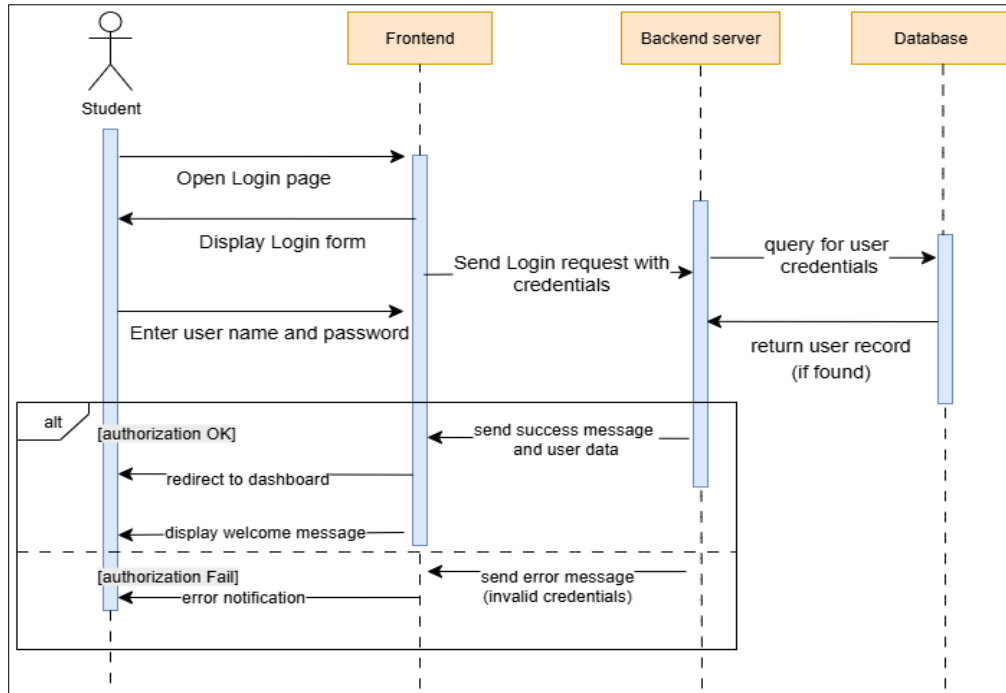 Frontend
Backend server
Database
Student
Open Login page
Display Login form
Send Login request with
credentials
query for user
credentials
Enter user name and password
return user record
(if found)
alt
[authorization OK]
send success message
and user data
redirect to dashboard
display welcome message
[authorization Fail]
send error message
(invalid credentials)
error notification